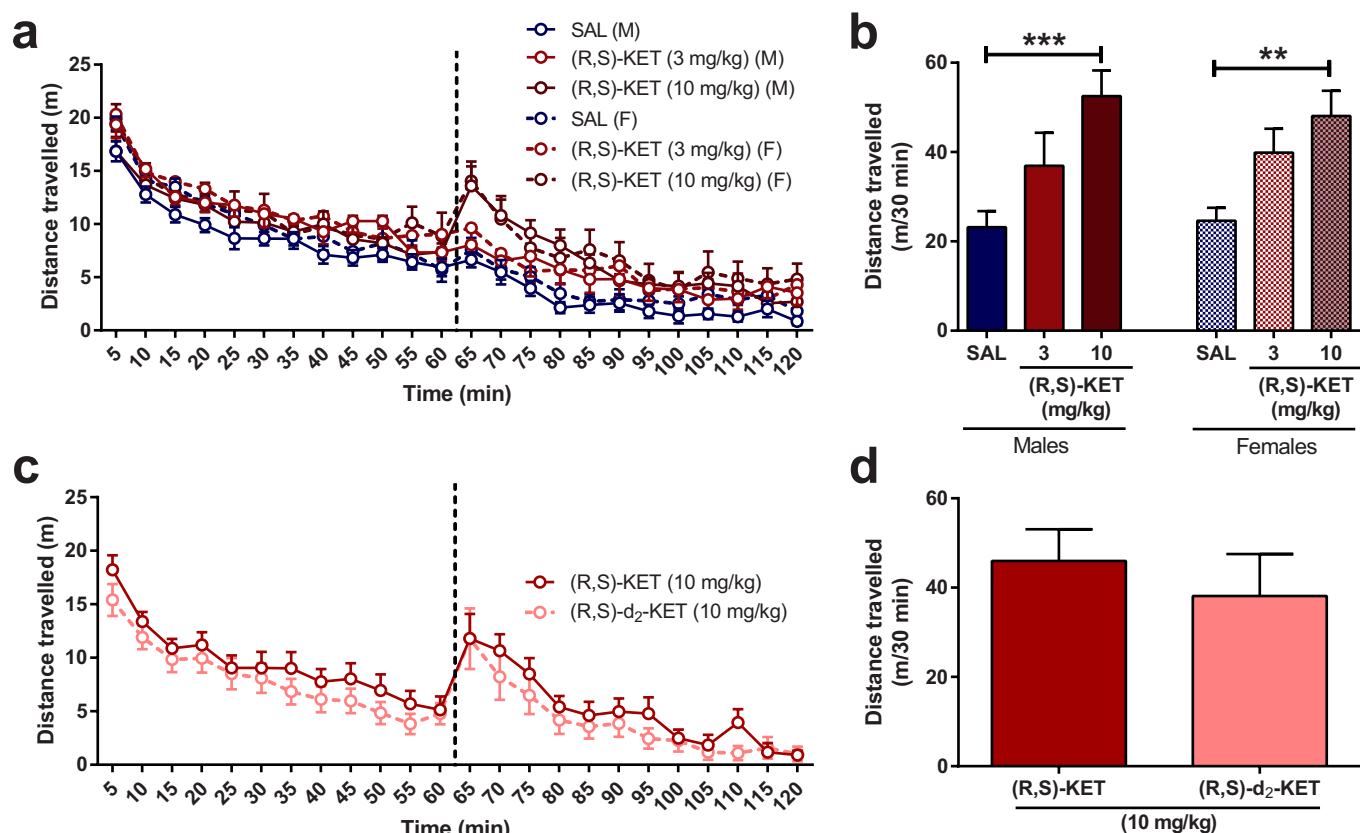 a
SAL (M)
(R,S)-KET (3 mg/kg) (M)
(R,S)-KET (10 mg/kg) (M)
SAL (F)
(R,S)-KET (3 mg/kg) (F)
(R,S)-KET (10 mg/kg) (F)
Distance travelled (m)
25
20
15
10
5
0
5 10 15 20 25 30 35 40 45 50 55 60 65 70 75 80 85 90 95 100 105 110 115 120
Time (min)
b
*** **
Distance travelled
(m/30 min)
60
40
20
0
SAL 3 10 SAL 3 10
(R,S)-KET (R,S)-KET
(mg/kg) (mg/kg)
Males Females
c
(R,S)-KET (10 mg/kg)
(R,S)-d₂-KET (10 mg/kg)
Distance travelled (m)
25
20
15
10
5
0
5 10 15 20 25 30 35 40 45 50 55 60 65 70 75 80 85 90 95 100 105 110 115 120
Time (min)
d
Distance travelled
(m/30 min)
60
40
20
0
(R,S)-KET (R,S)-d₂-KET
(10 mg/kg)